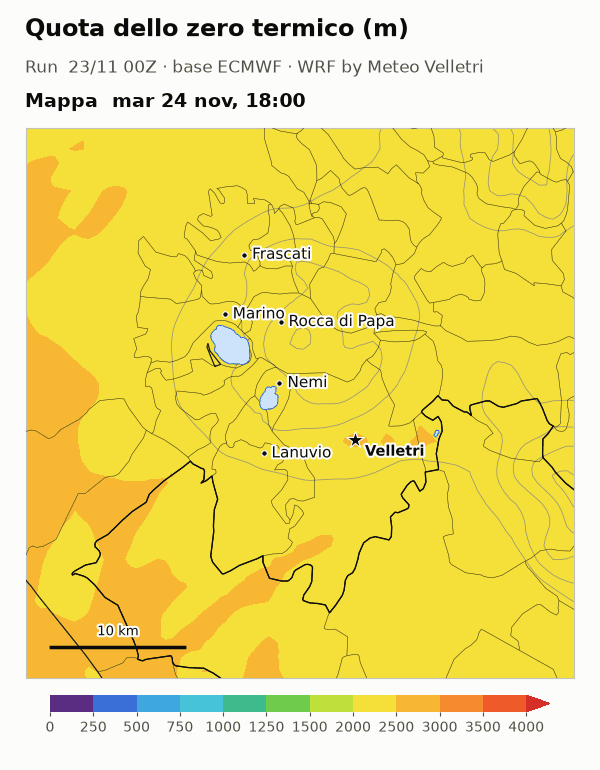 Quota dello zero termico (m)
Run  23/11 00Z · base ECMWF · WRF by Meteo Velletri
Mappa  mar 24 nov, 18:00
Frascati
Marino
Rocca di Papa
Nemi
Velletri
Lanuvio
10 km
0 250 500 750 1000 1250 1500 2000 2500 3000 3500 4000